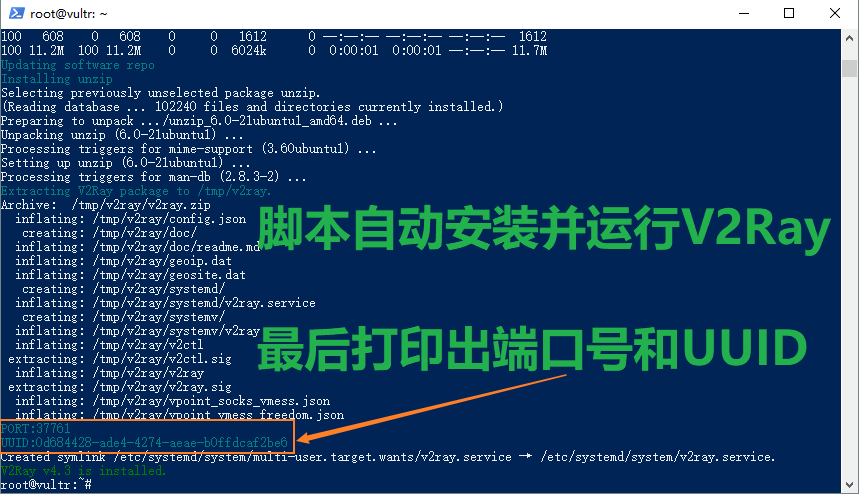 root@vultr: ~
100   608    0   608    0     0   1612      0 --:--:-- --:--:-- --:--:--  1612
100 11.2M  100 11.2M    0     0  6024k      0  0:00:01  0:00:01 --:--:-- 11.7M
Updating software repo
Installing unzip
Selecting previously unselected package unzip.
(Reading database ... 102240 files and directories currently installed.)
Preparing to unpack .../unzip_6.0-21ubuntu1_amd64.deb ...
Unpacking unzip (6.0-21ubuntu1) ...
Processing triggers for mime-support (3.60ubuntu1) ...
Setting up unzip (6.0-21ubuntu1) ...
Processing triggers for man-db (2.8.3-2) ...
Extracting V2Ray package to /tmp/v2ray.
Archive:  /tmp/v2ray/v2ray.zip
inflating: /tmp/v2ray/config.json
creating: /tmp/v2ray/doc/
inflating: /tmp/v2ray/doc/readme.md
脚本自动安装并运行V2Ray
inflating: /tmp/v2ray/geoip.dat
inflating: /tmp/v2ray/geosite.dat
creating: /tmp/v2ray/systemd/
inflating: /tmp/v2ray/systemd/v2ray.service
creating: /tmp/v2ray/systemv/
inflating: /tmp/v2ray/systemv/v2ray
inflating: /tmp/v2ray/v2ctl
最后打印出端口号和UUID
extracting: /tmp/v2ray/v2ctl.sig
inflating: /tmp/v2ray/v2ray
extracting: /tmp/v2ray/v2ray.sig
inflating: /tmp/v2ray/vpoint_socks_vmess.json
inflating: /tmp/v2ray/vpoint_vmess_freedom.json
PORT:37761
UUID:0d684428-ade4-4274-aeae-b0ffdcaf2be6
Created symlink /etc/systemd/system/multi-user.target.wants/v2ray.service → /etc/systemd/system/v2ray.service.
V2Ray v4.3 is installed.
root@vultr:~#